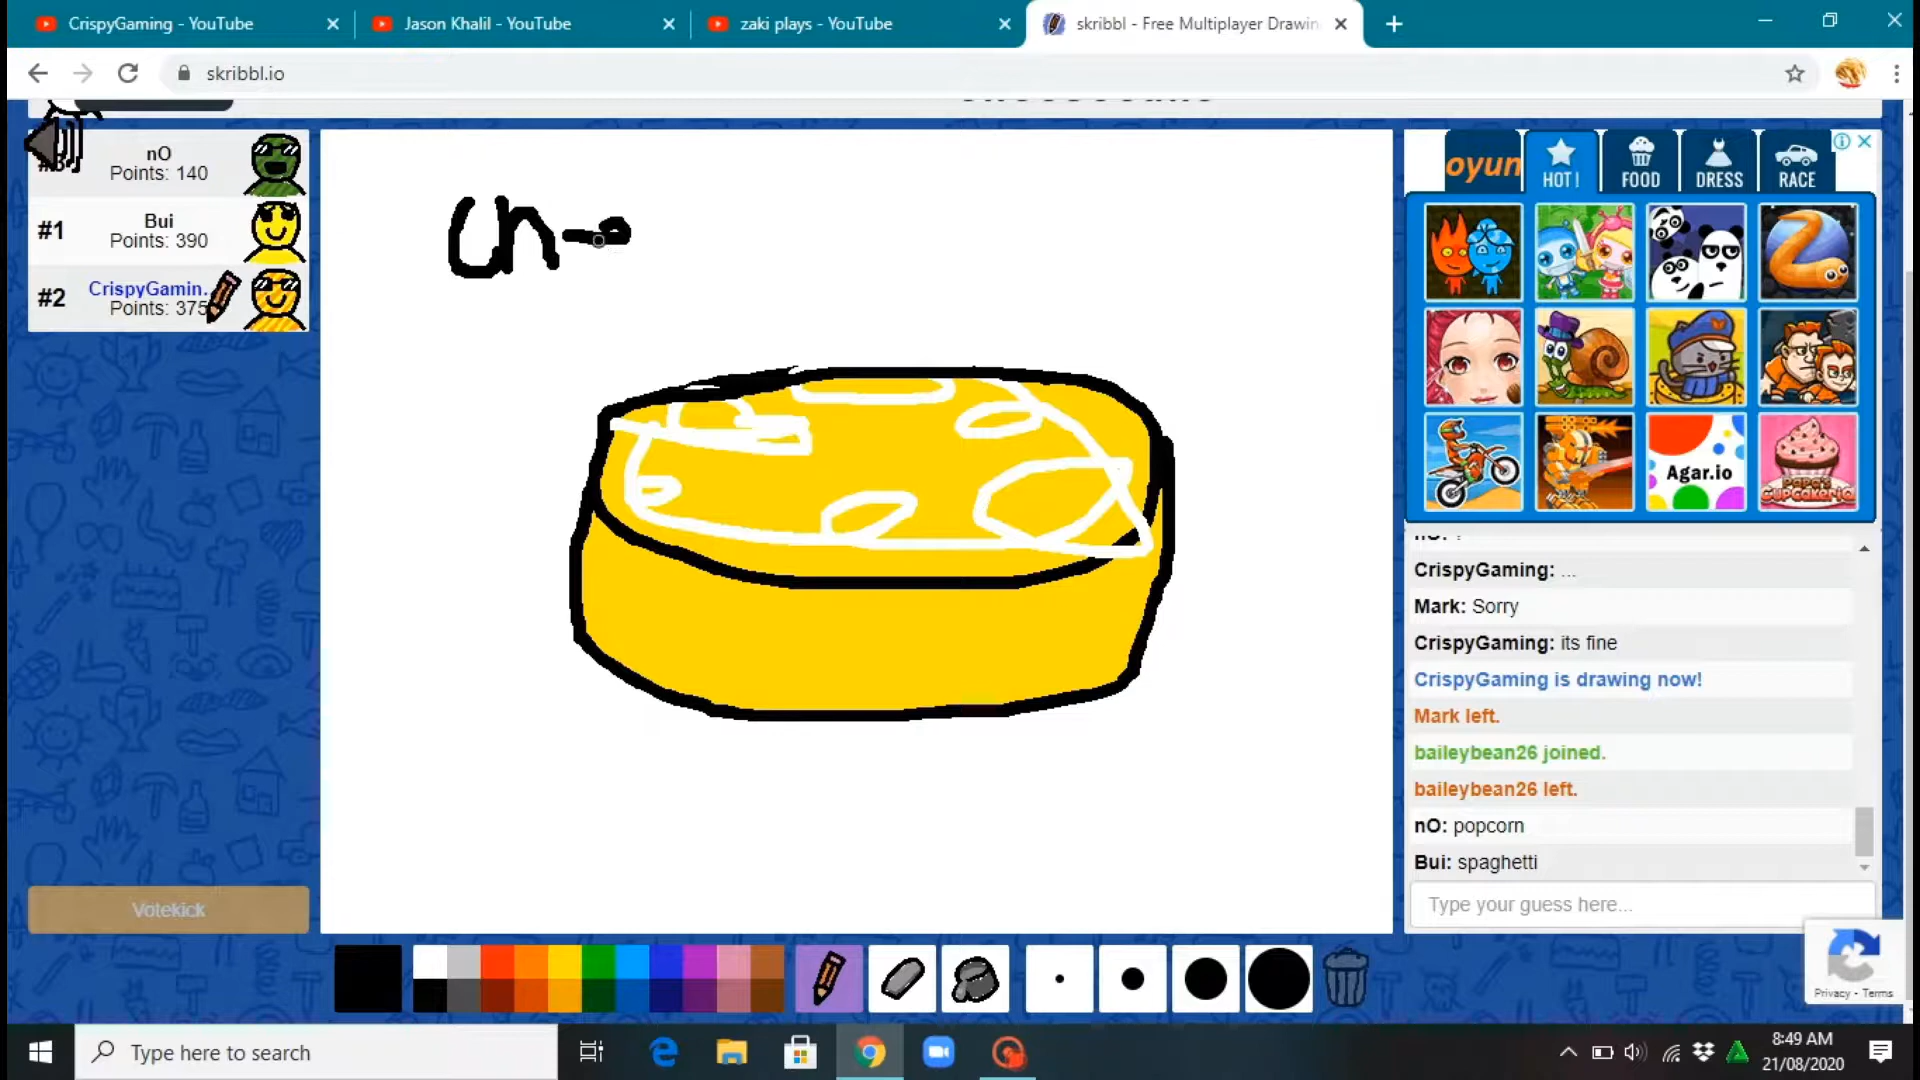 CrispyGaming - YouTube
Jason Khalil - YouTube
zaki plays - YouTube
skribbl - Free Multiplayer Drawin
skribbl.io
nO
Points: 140
#1
Bui
Points: 390
#2
CrispyGamin.
Points: 375
oyun
HOT!
FOOD
DRESS
RACE
Agar.io
PAPA'S
CUPCAKERIA
CrispyGaming: ...
Mark: Sorry
CrispyGaming: its fine
CrispyGaming is drawing now!
Mark left.
baileybean26 joined.
baileybean26 left.
nO: popcorn
Bui: spaghetti
Type your guess here...
Votekick
Privacy - Terms
Type here to search
8:49 AM
21/08/2020